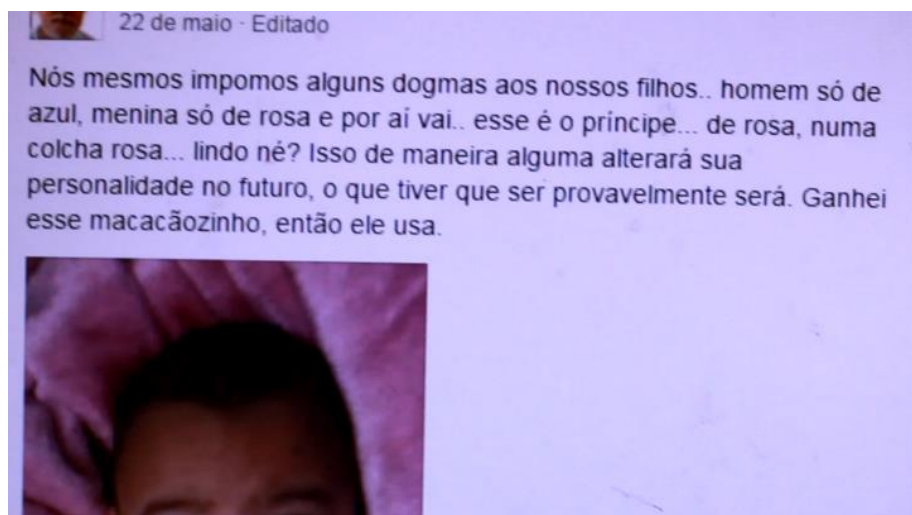 22 de maio · Editado
Nós mesmos impomos alguns dogmas aos nossos filhos.. homem só de
azul, menina só de rosa e por aí vai.. esse é o príncipe... de rosa, numa
colcha rosa... lindo né? Isso de maneira alguma alterará sua
personalidade no futuro, o que tiver que ser provavelmente será. Ganhei
esse macacãozinho, então ele usa.